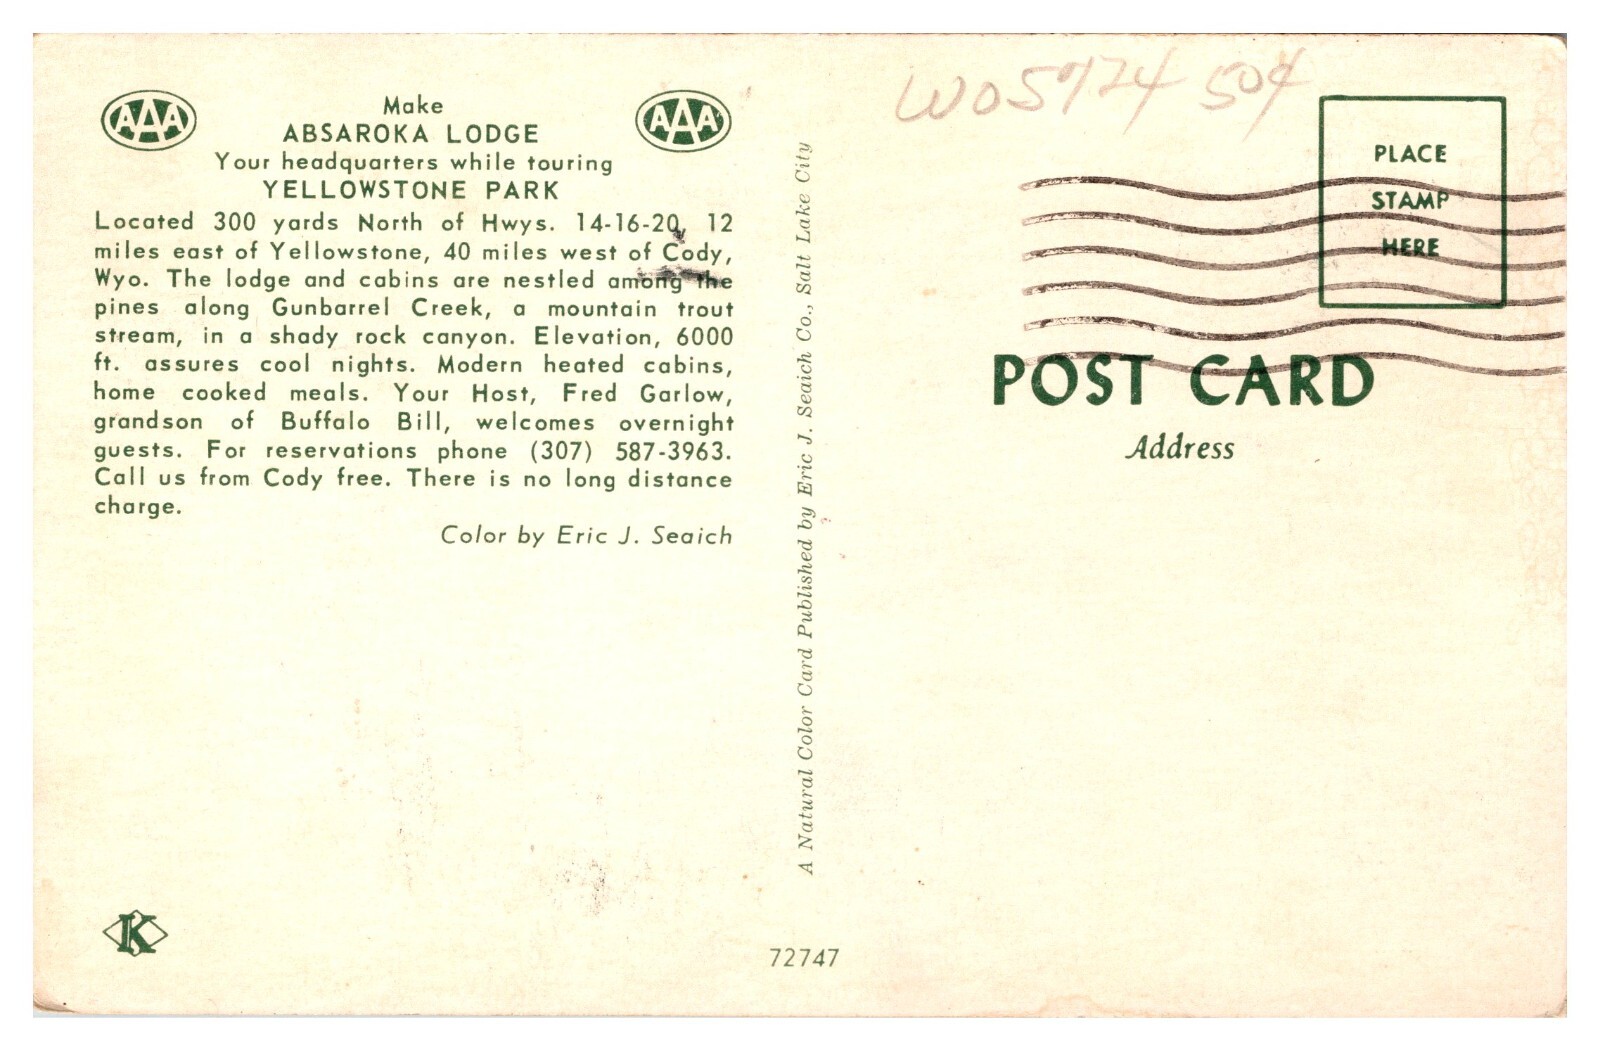 AAA
Make
AAA
ABSAROKA LODGE
Your headquarters while touring
YELLOWSTONE PARK
Located 300 yards North of Hwys. 14-16-20, 12
miles east of Yellowstone, 40 miles west of Cody,
Wyo. The lodge and cabins are nestled among the
pines along Gunbarrel Creek, a mountain trout
stream, in a shady rock canyon. Elevation, 6000
ft. assures cool nights. Modern heated cabins,
home cooked meals. Your Host, Fred Garlow,
grandson of Buffalo Bill, welcomes overnight
guests. For reservations phone (307) 587-3963.
Call us from Cody free. There is no long distance
charge.
Color by Eric J. Seaich
K
A Natural Color Card Published by Eric J. Seaich Co., Salt Lake City
72747
WO5724 50¢
PLACE
STAMP
HERE
POST CARD
Address